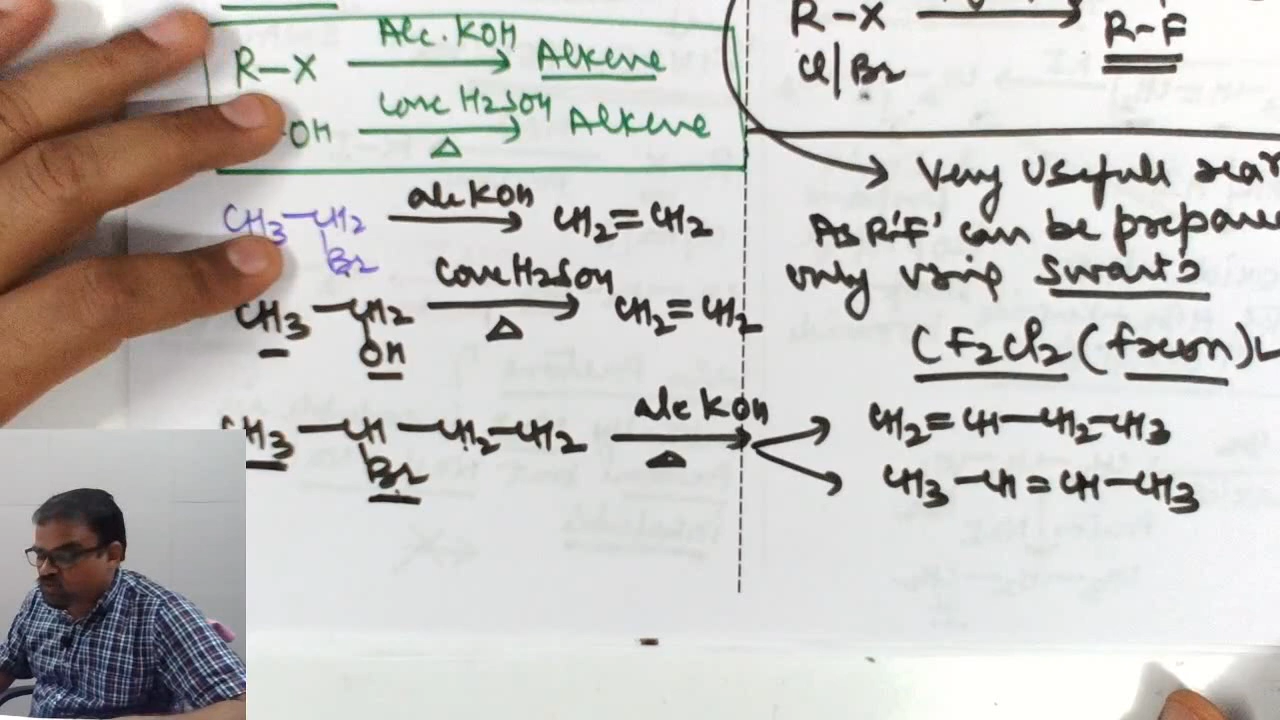 R-X Alc.KOH → Alkene
-OH conc H2SO4 → Δ Alkene
CH3-CH2 alc KOH → CH2=CH2
Br
CH3-CH2 Conc H2SO4 → Δ CH2=CH2
OH
CH3-CH-CH2-CH2 alc KOH → Δ
Br
CH2=CH-CH2-CH3
CH3-CH=CH-CH3
R-X → R-F
Cl/Br
→ Very Usefull
As R'F' can be
only using Swarts
CF2Cl2 (freon)